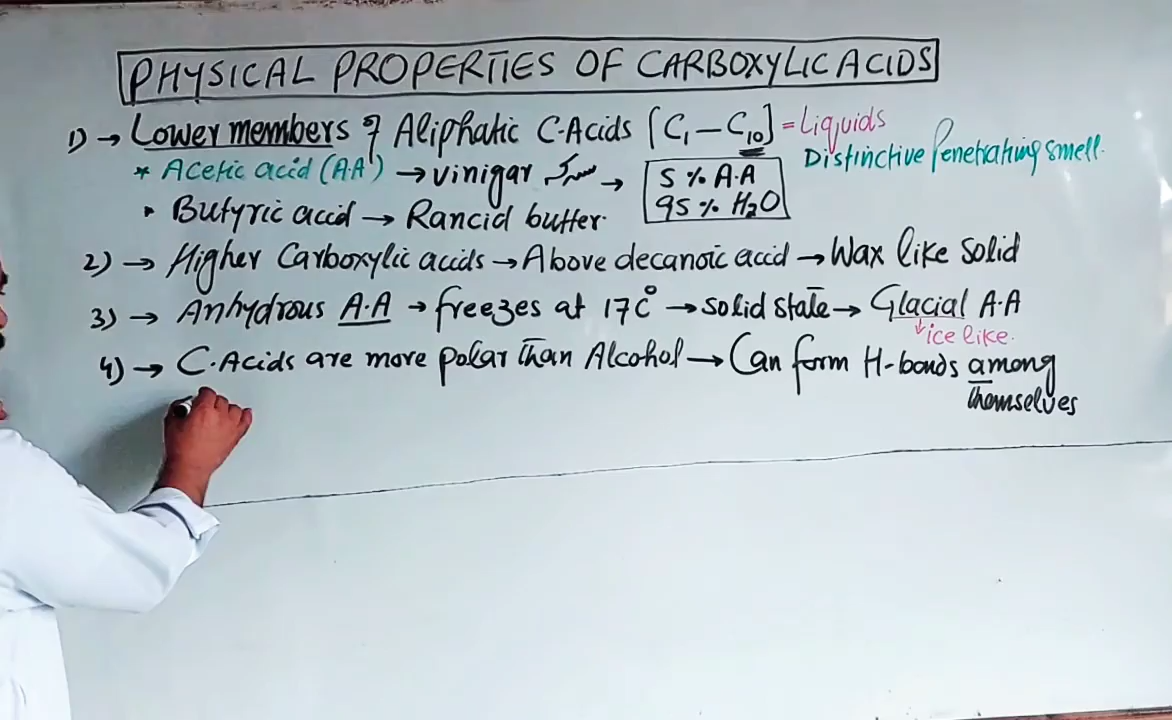 PHYSICAL PROPERTIES OF CARBOXYLIC ACIDS
1) → Lower members of Aliphatic C-Acids [C₁ – C₁₀] = Liquids
Distinctive Penetrating smell.
* Acetic acid (A.A) → vinigar سرکہ → 5 % A.A
95 % H₂O
• Butyric acid → Rancid butter.
2) → Higher Carboxylic acids → Above decanoic acid → Wax like solid
3) → Anhydrous A.A → freezes at 17C° → solid state → Glacial A.A
↓ ice like.
4) → C.Acids are more polar than Alcohol → Can form H-bonds among
themselves